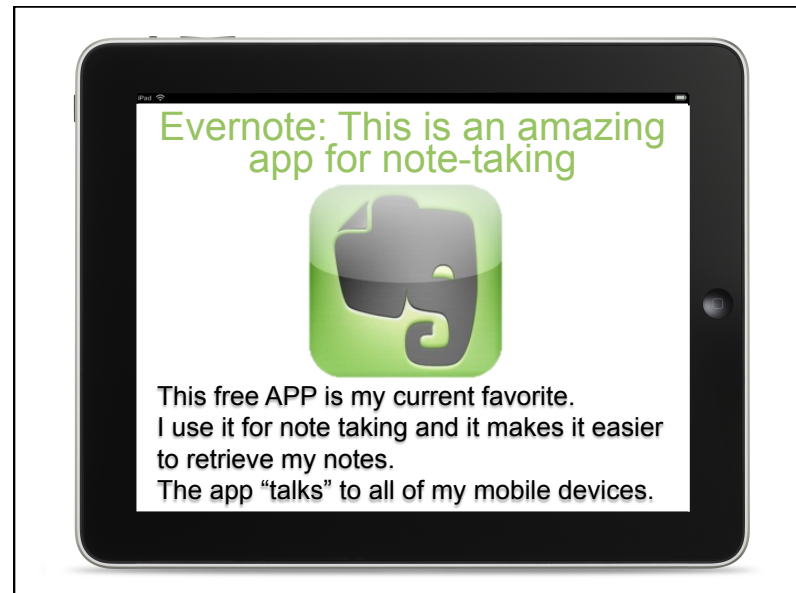 iPad
Evernote: This is an amazing
app for note-taking
This free APP is my current favorite.
I use it for note taking and it makes it easier
to retrieve my notes.
The app “talks” to all of my mobile devices.